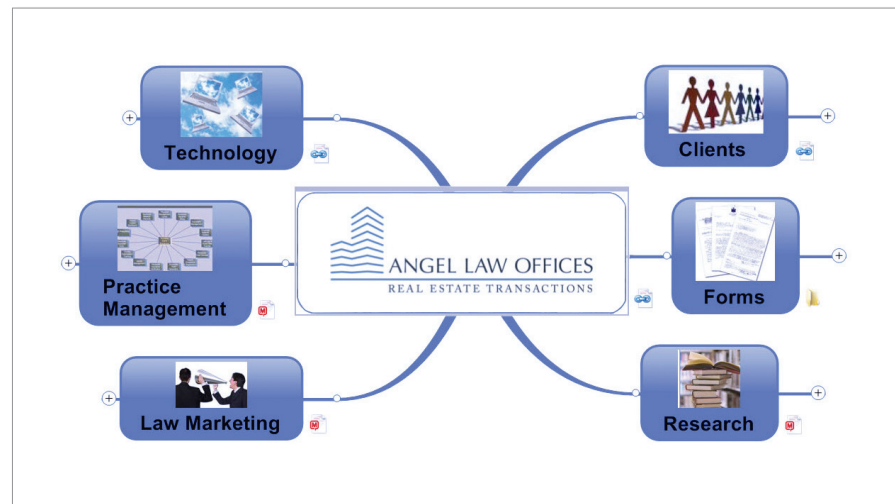 Technology
Clients
ANGEL LAW OFFICES
REAL ESTATE TRANSACTIONS
Practice
Management
Forms
Law Marketing
Research